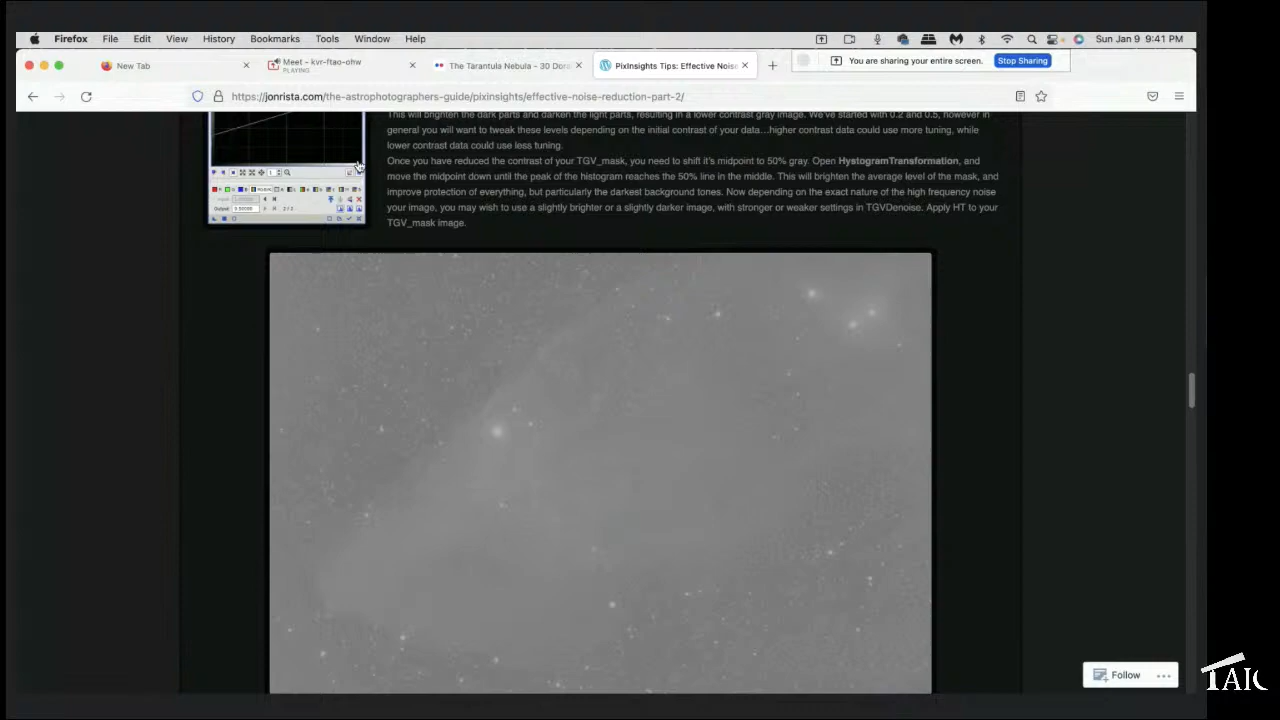 Firefox File Edit View History Bookmarks Tools Window Help Sun Jan 9 9:41 PM
New Tab
Meet - kvr-ftao-ohw
PLAYING
The Tarantula Nebula - 30 Dora
PixInsights Tips: Effective Noise
You are sharing your entire screen. Stop Sharing
https://jonrista.com/the-astrophotographers-guide/pixinsights/effective-noise-reduction-part-2/
This will brighten the dark parts and darken the light parts, resulting in a lower contrast gray image. We've started with 0.2 and 0.5, however in
general you will want to tweak these levels depending on the initial contrast of your data…higher contrast data could use more tuning, while
lower contrast data could use less tuning.
Once you have reduced the contrast of your TGV_mask, you need to shift it's midpoint to 50% gray. Open HystogramTransformation, and
move the midpoint down until the peak of the histogram reaches the 50% line in the middle. This will brighten the average level of the mask, and
improve protection of everything, but particularly the darkest background tones. Now depending on the exact nature of the high frequency noise
your image, you may wish to use a slightly brighter or a slightly darker image, with stronger or weaker settings in TGVDenoise. Apply HT to your
TGV_mask image.
Follow
TAIC